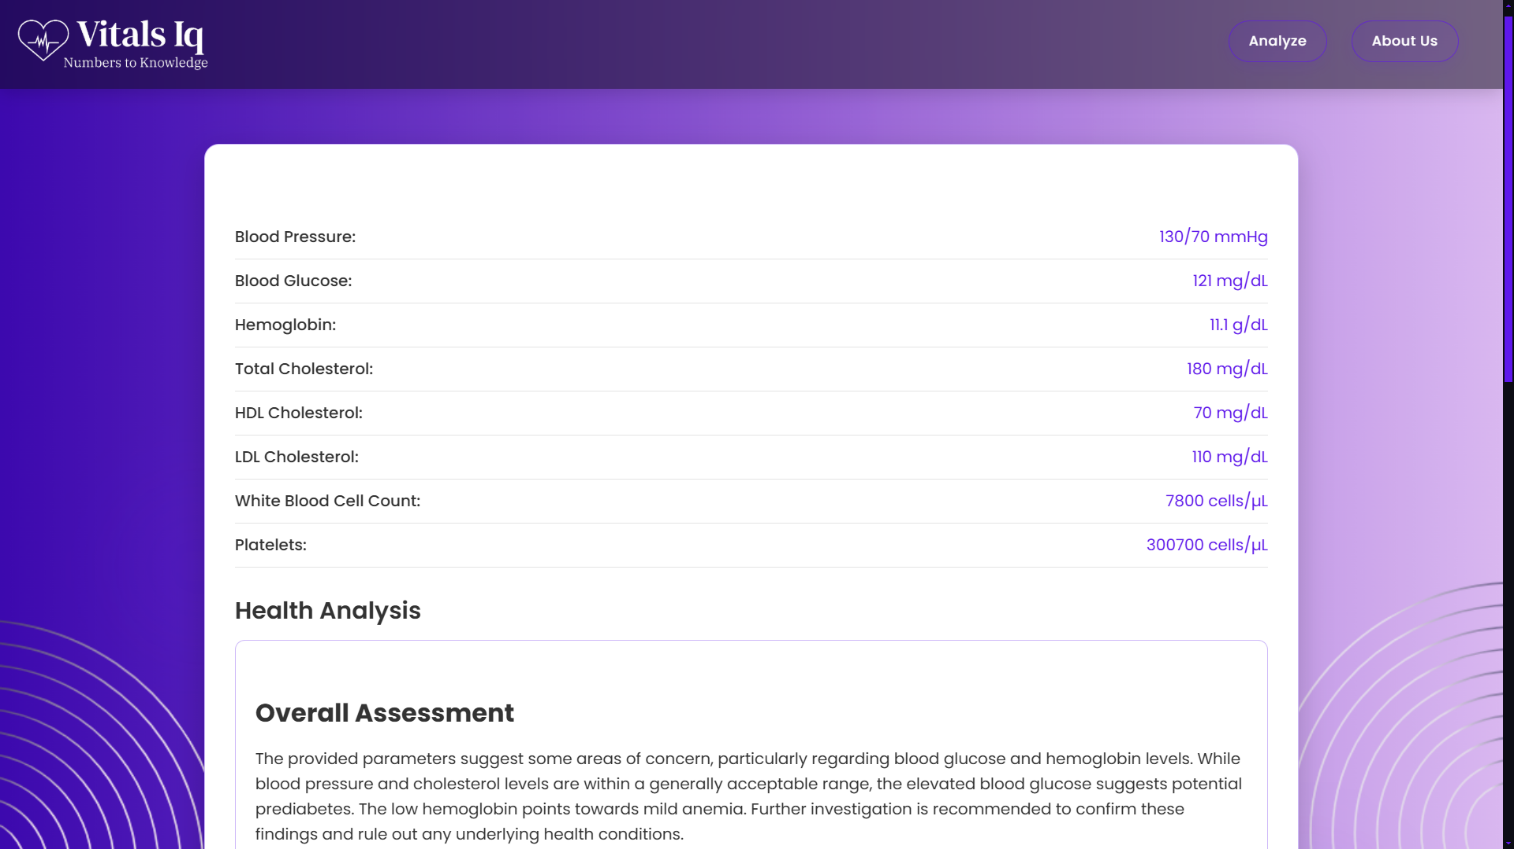 Vitals Iq
Numbers to Knowledge
Analyze
About Us
Blood Pressure: 130/70 mmHg
Blood Glucose: 121 mg/dL
Hemoglobin: 11.1 g/dL
Total Cholesterol: 180 mg/dL
HDL Cholesterol: 70 mg/dL
LDL Cholesterol: 110 mg/dL
White Blood Cell Count: 7800 cells/µL
Platelets: 300700 cells/µL
Health Analysis
Overall Assessment
The provided parameters suggest some areas of concern, particularly regarding blood glucose and hemoglobin levels. While
blood pressure and cholesterol levels are within a generally acceptable range, the elevated blood glucose suggests potential
prediabetes. The low hemoglobin points towards mild anemia. Further investigation is recommended to confirm these
findings and rule out any underlying health conditions.